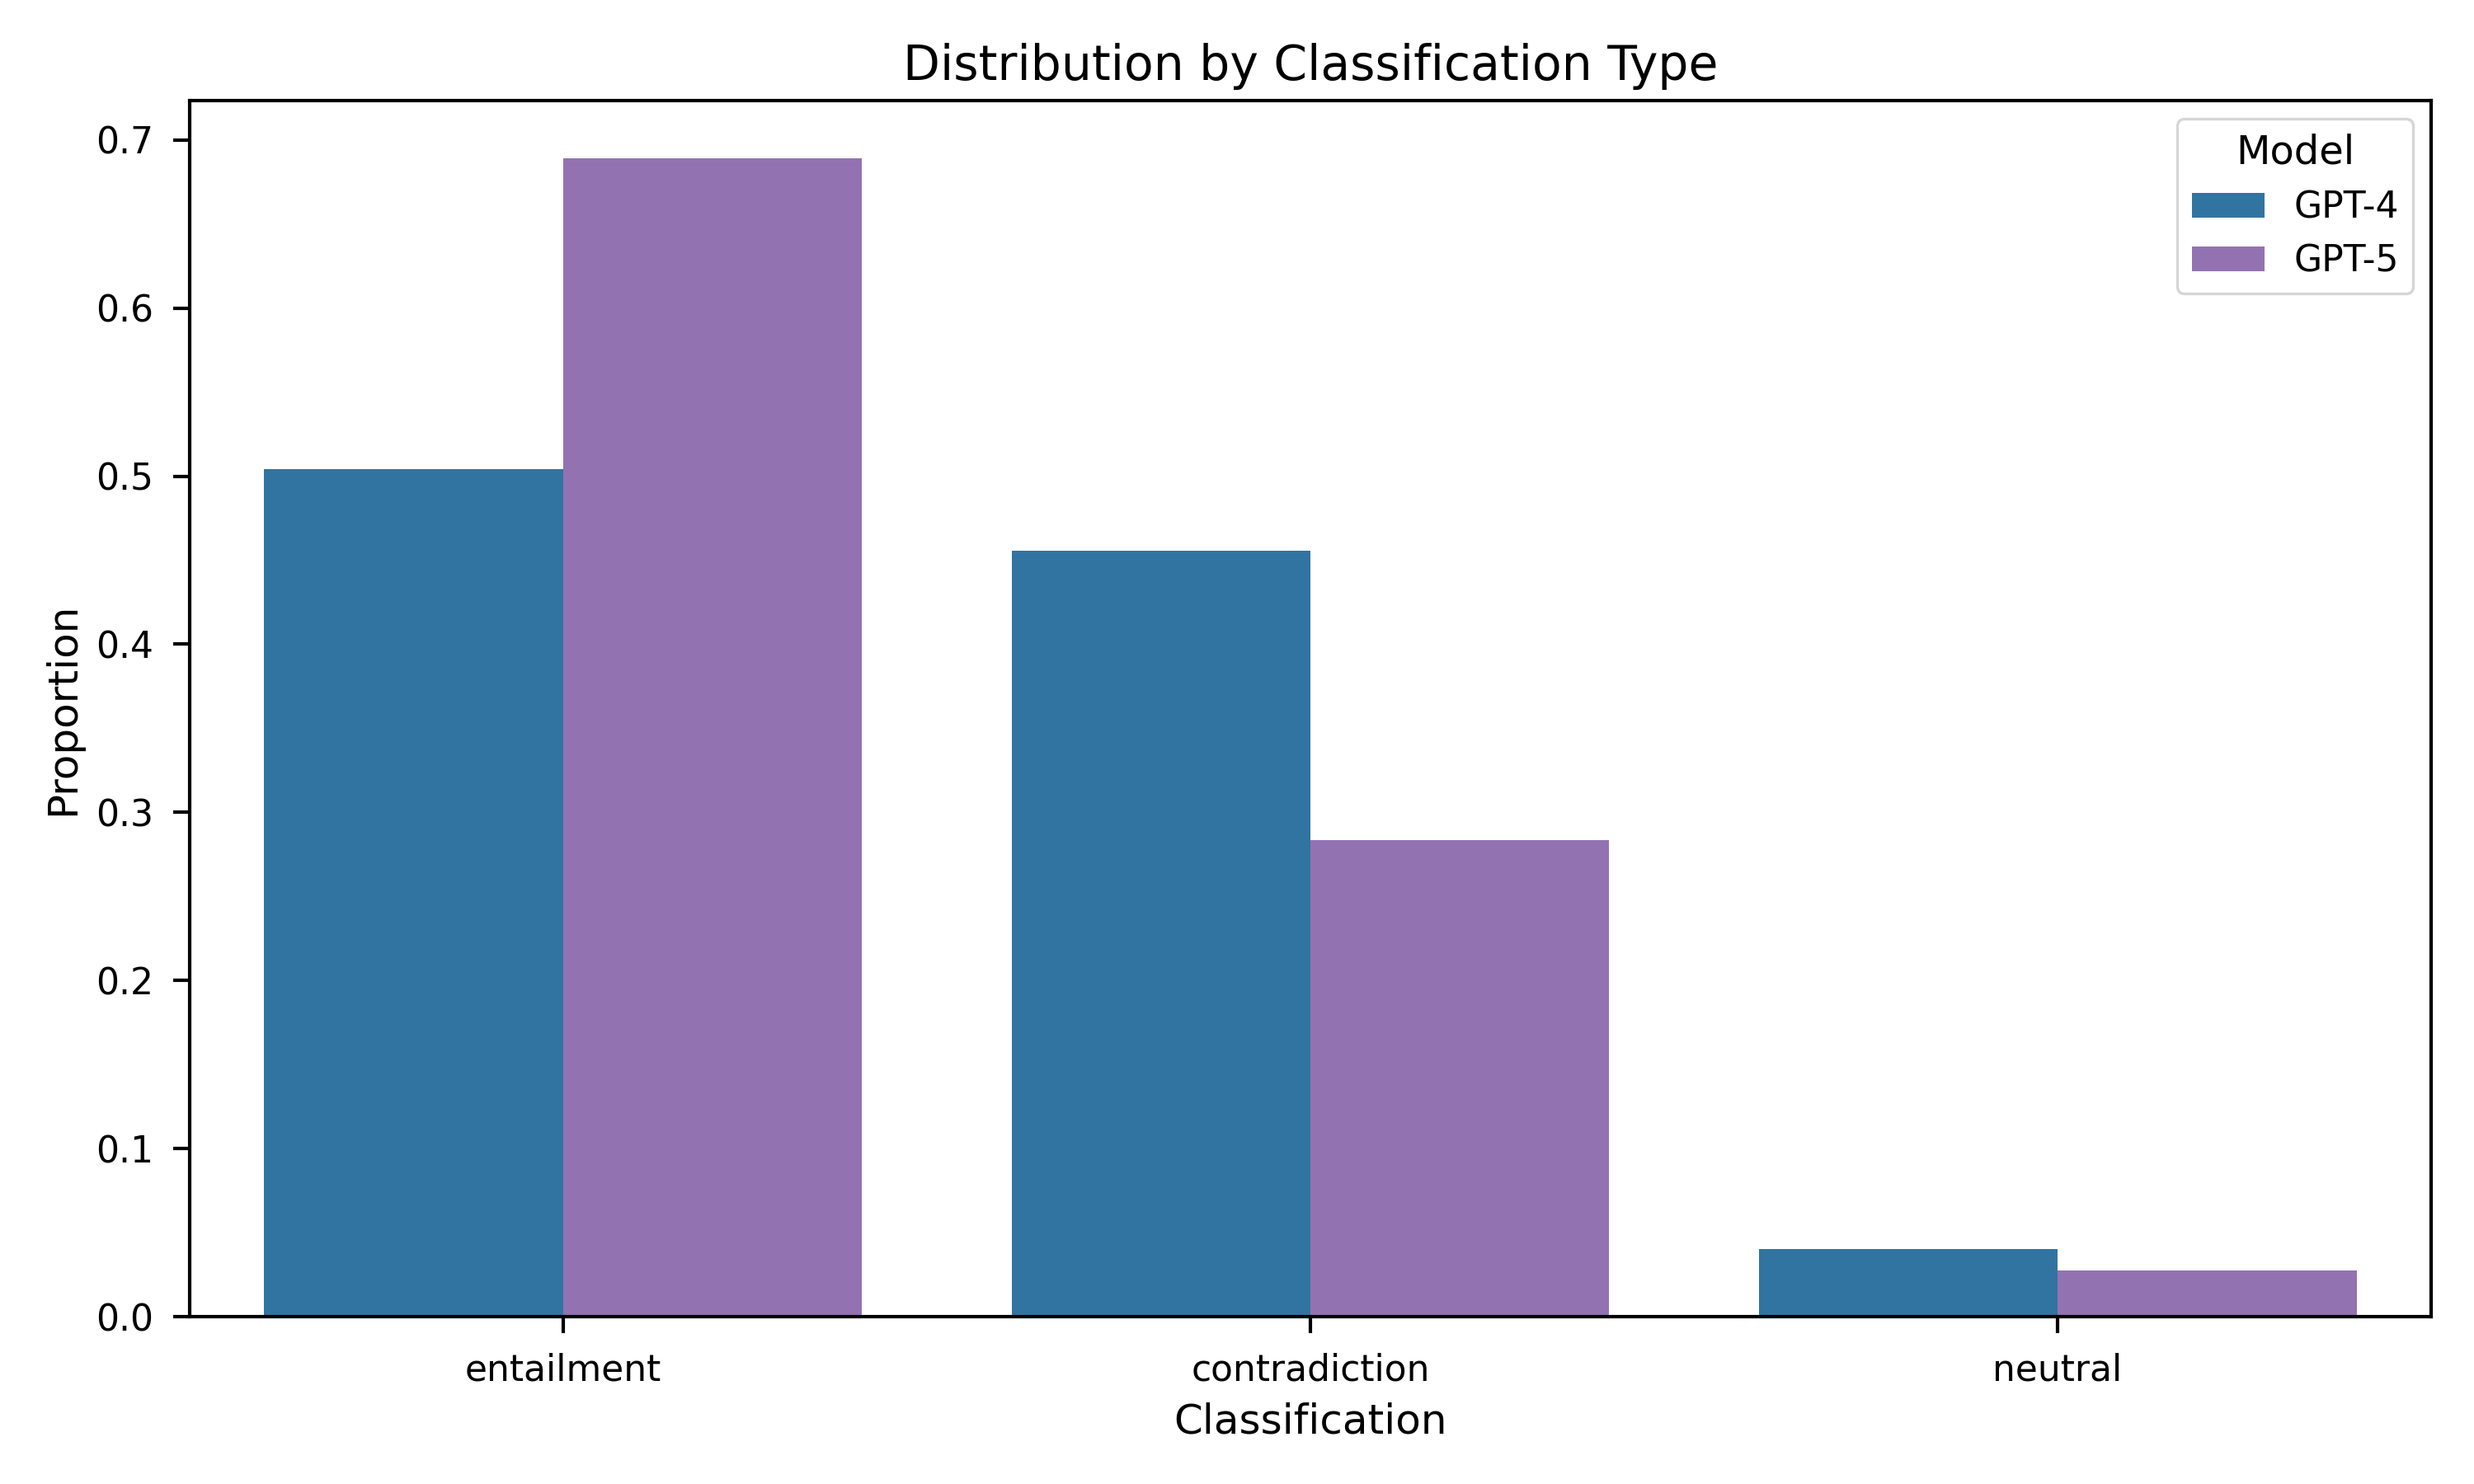 Distribution by Classification Type
Model
GPT-4
GPT-5
Proportion
0.7
0.6
0.5
0.4
0.3
0.2
0.1
0.0
entailment
contradiction
neutral
Classification